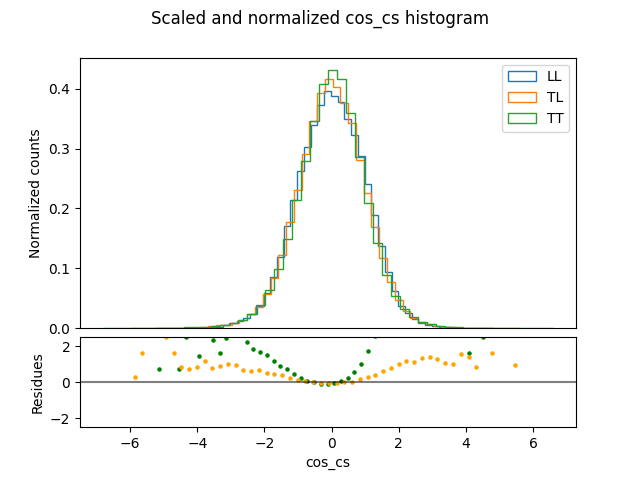 Scaled and normalized cos_cs histogram
LL
TL
TT
Normalized counts
0.4
0.3
0.2
0.1
0.0
Residues
2
0
−2
−6
−4
−2
0
2
4
6
cos_cs